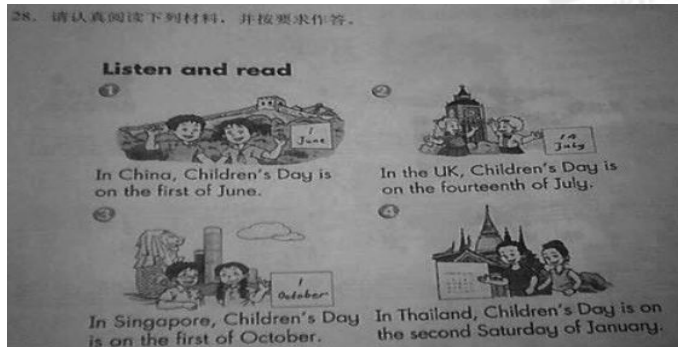 28. 请认真阅读下列材料，并按要求作答。
Listen and read
1
1
June
In China, Children's Day is
on the first of June.
2
14
July
In the UK, Children's Day is
on the fourteenth of July.
3
1
October
In Singapore, Children's Day
is on the first of October.
4
In Thailand, Children's Day is on
the second Saturday of January.